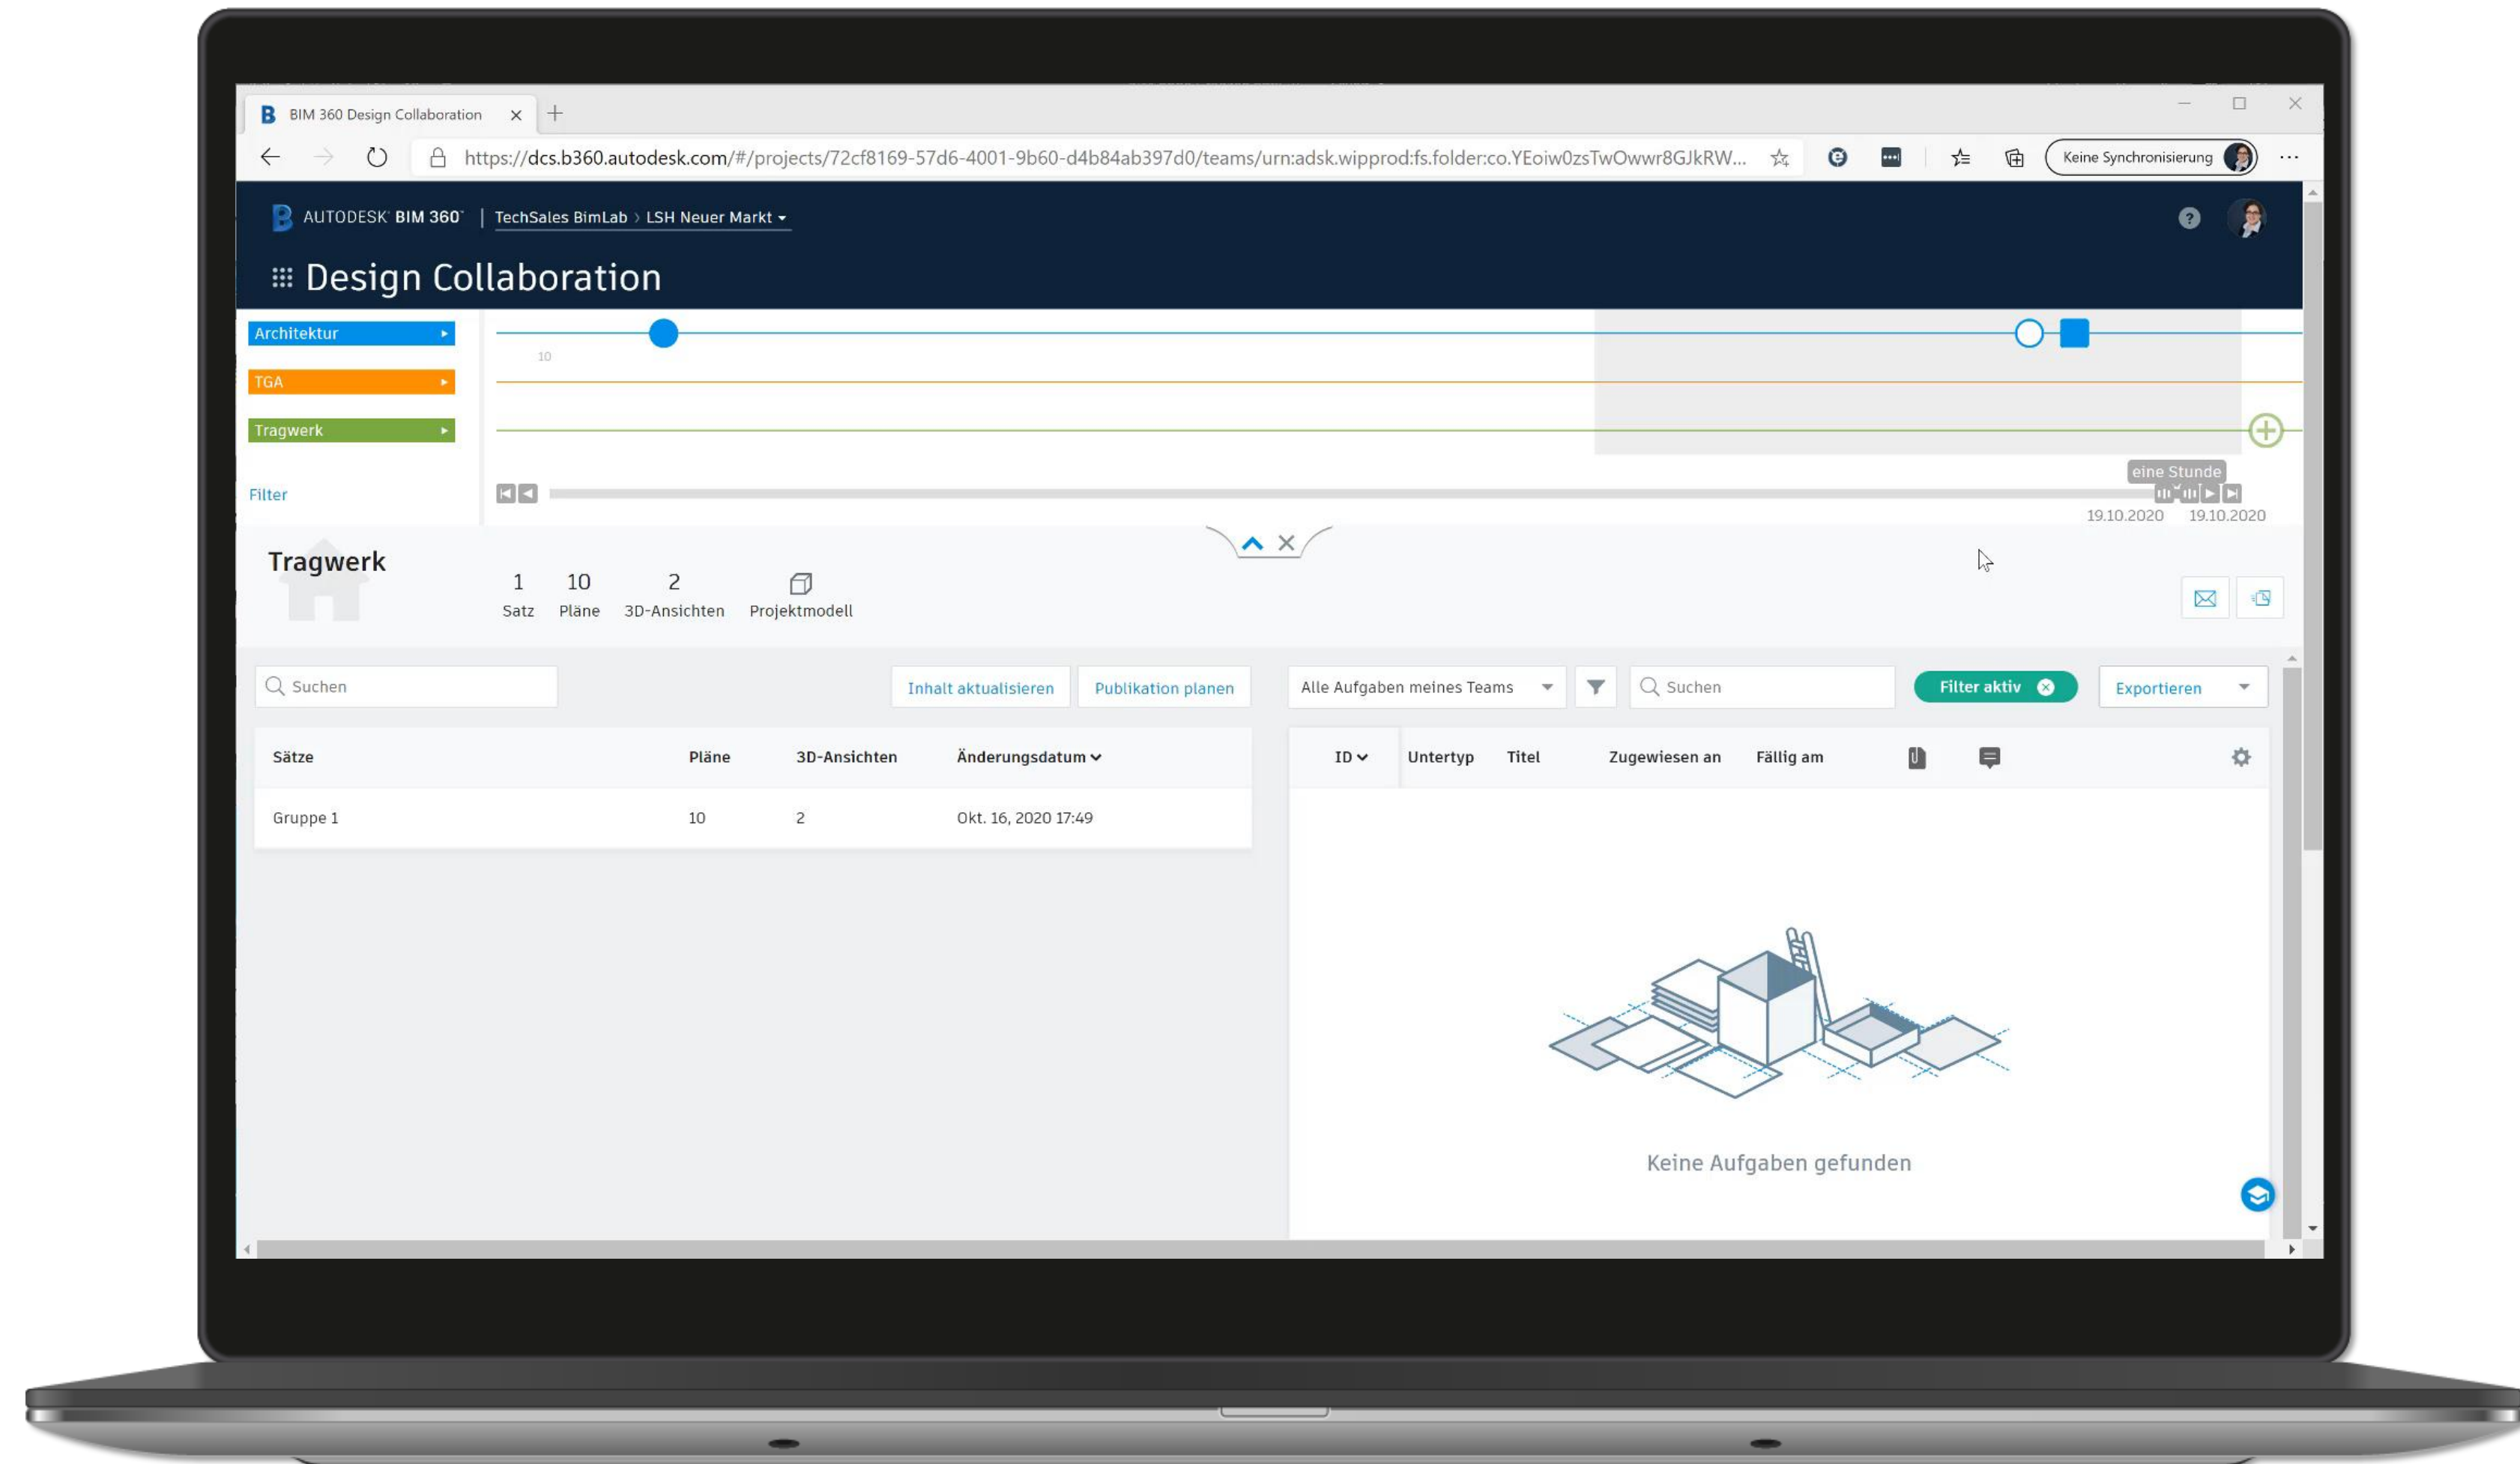 BIM 360 Design Collaboration
https://dcs.b360.autodesk.com/#/projects/72cf8169-57d6-4001-9b60-d4b84ab397d0/teams/urn:adsk.wipprod:fs.folder:co.YEoiw0zsTwOwwr8GJkRW...
Keine Synchronisierung
AUTODESK BIM 360
TechSales BimLab > LSH Neuer Markt
Design Collaboration
Architektur
10
TGA
Tragwerk
eine Stunde
Filter
19.10.2020 19.10.2020
Tragwerk
1 10 2
Satz Pläne 3D-Ansichten Projektmodell
Suchen
Inhalt aktualisieren
Publikation planen
Alle Aufgaben meines Teams
Suchen
Filter aktiv
Exportieren
Sätze Pläne 3D-Ansichten Änderungsdatum
ID Untertyp Titel Zugewiesen an Fällig am
Gruppe 1 10 2 Okt. 16, 2020 17:49
Keine Aufgaben gefunden